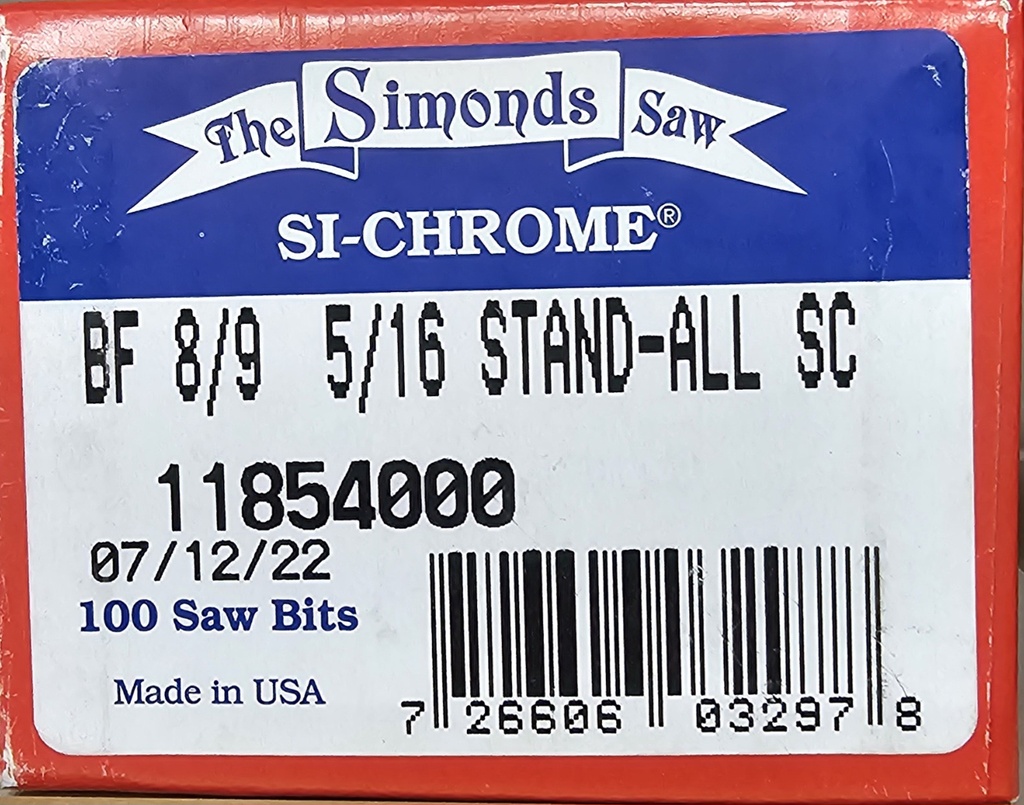 The Simonds Saw
SI-CHROME®
BF 8/9 5/16 STAND-ALL SC
11854000
07/12/22
100 Saw Bits
Made in USA
7 26606 03297 8